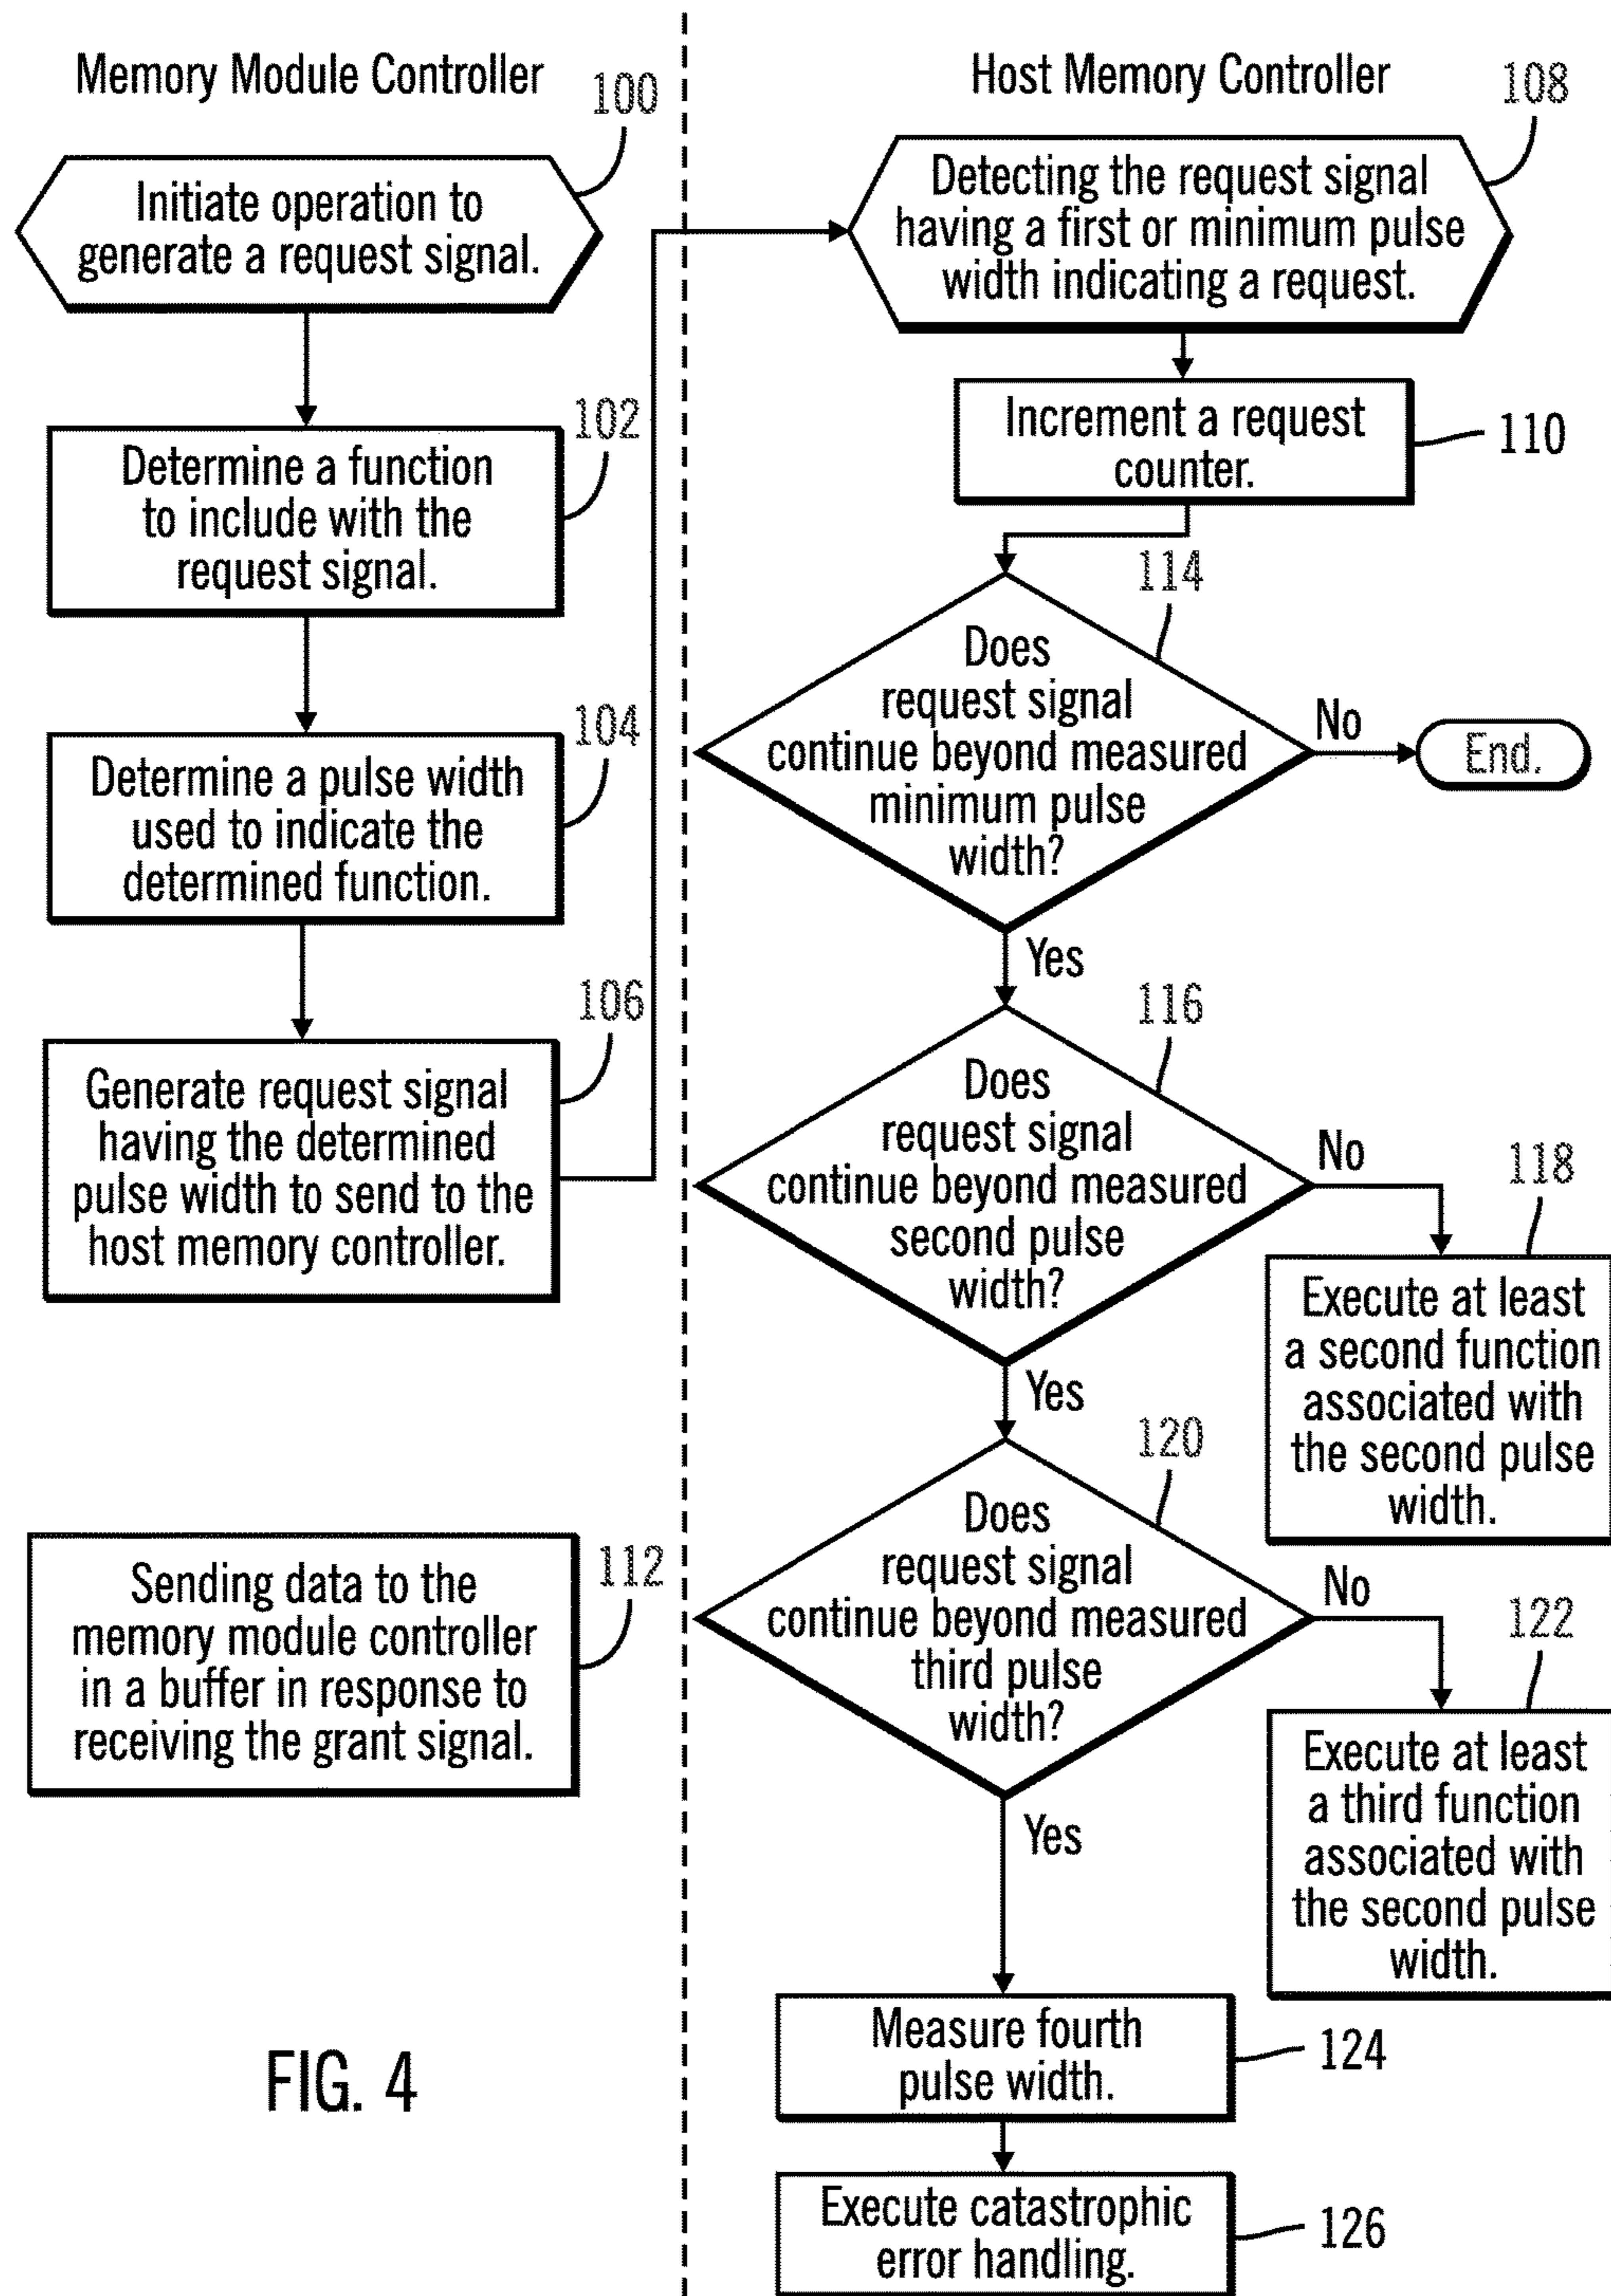 Memory Module Controller
100
Initiate operation to
generate a request signal.
102
Determine a function
to include with the
request signal.
104
Determine a pulse width
used to indicate the
determined function.
106
Generate request signal
having the determined
pulse width to send to the
host memory controller.
112
Sending data to the
memory module controller
in a buffer in response to
receiving the grant signal.
FIG. 4
Host Memory Controller
108
Detecting the request signal
having a first or minimum pulse
width indicating a request.
Increment a request
counter.
110
114
Does
request signal
continue beyond measured
minimum pulse
width?
No
End.
Yes
116
Does
request signal
continue beyond measured
second pulse
width?
No
118
Execute at least
a second function
associated with
the second pulse
width.
Yes
120
Does
request signal
continue beyond measured
third pulse
width?
No
122
Execute at least
a third function
associated with
the second pulse
width.
Yes
Measure fourth
pulse width.
124
Execute catastrophic
error handling.
126